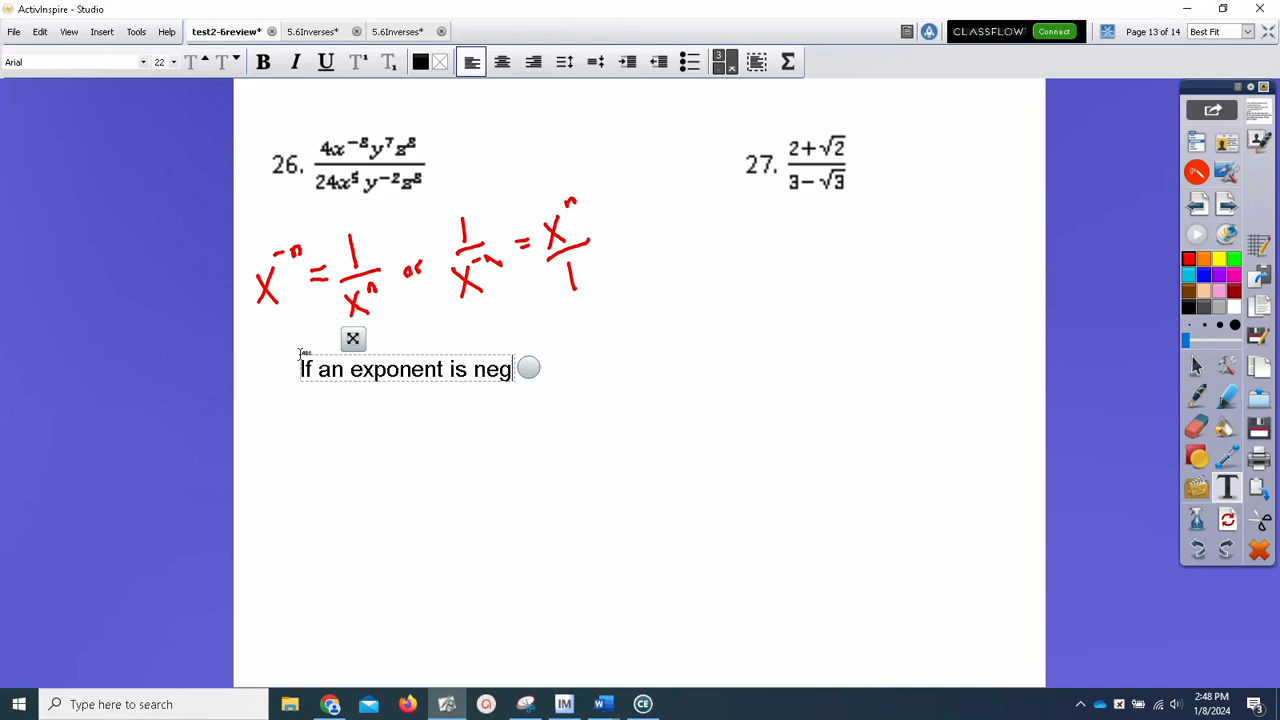 ActivInspire - Studio
File Edit View Insert Tools Help test2-6review* 5.6Inverses* 5.6Inverses* CLASSFLOW Connect Page 13 of 14 Best Fit
Arial 22 B I U
26. 4x⁻⁸y⁷z⁸ / 24x⁵y⁻²z⁸
27. 2+√2 / 3-√3
x⁻ⁿ = 1/xⁿ or 1/x⁻ⁿ = xⁿ/1
If an exponent is neg
Type here to search
2:48 PM
1/8/2024